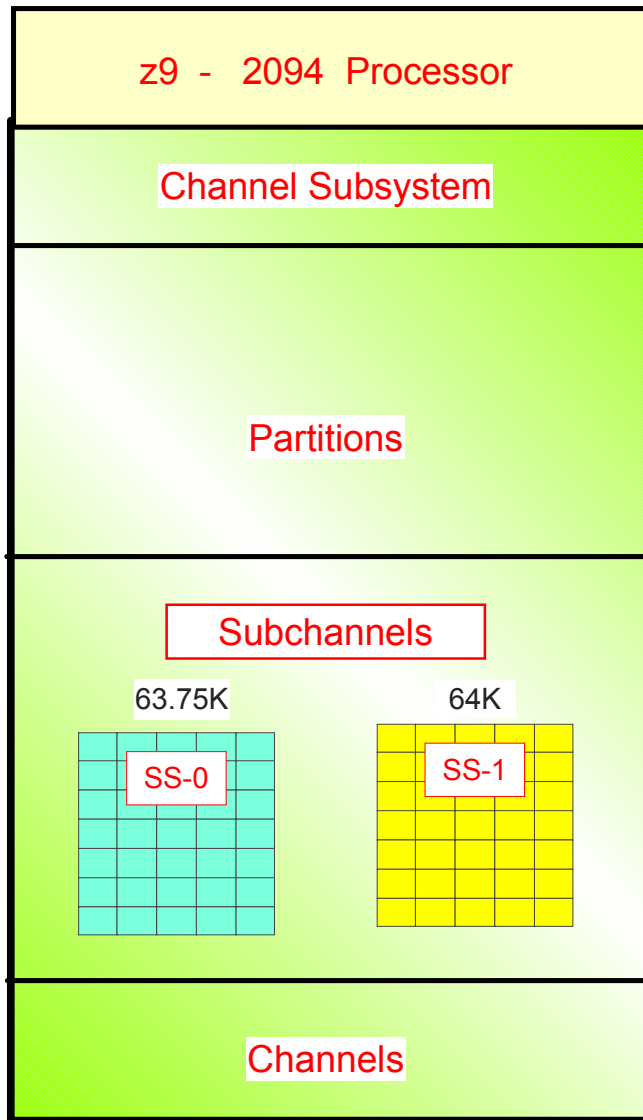 z9 - 2094 Processor
Channel Subsystem
Partitions
Subchannels
63.75K 64K
SS-0 SS-1
Channels